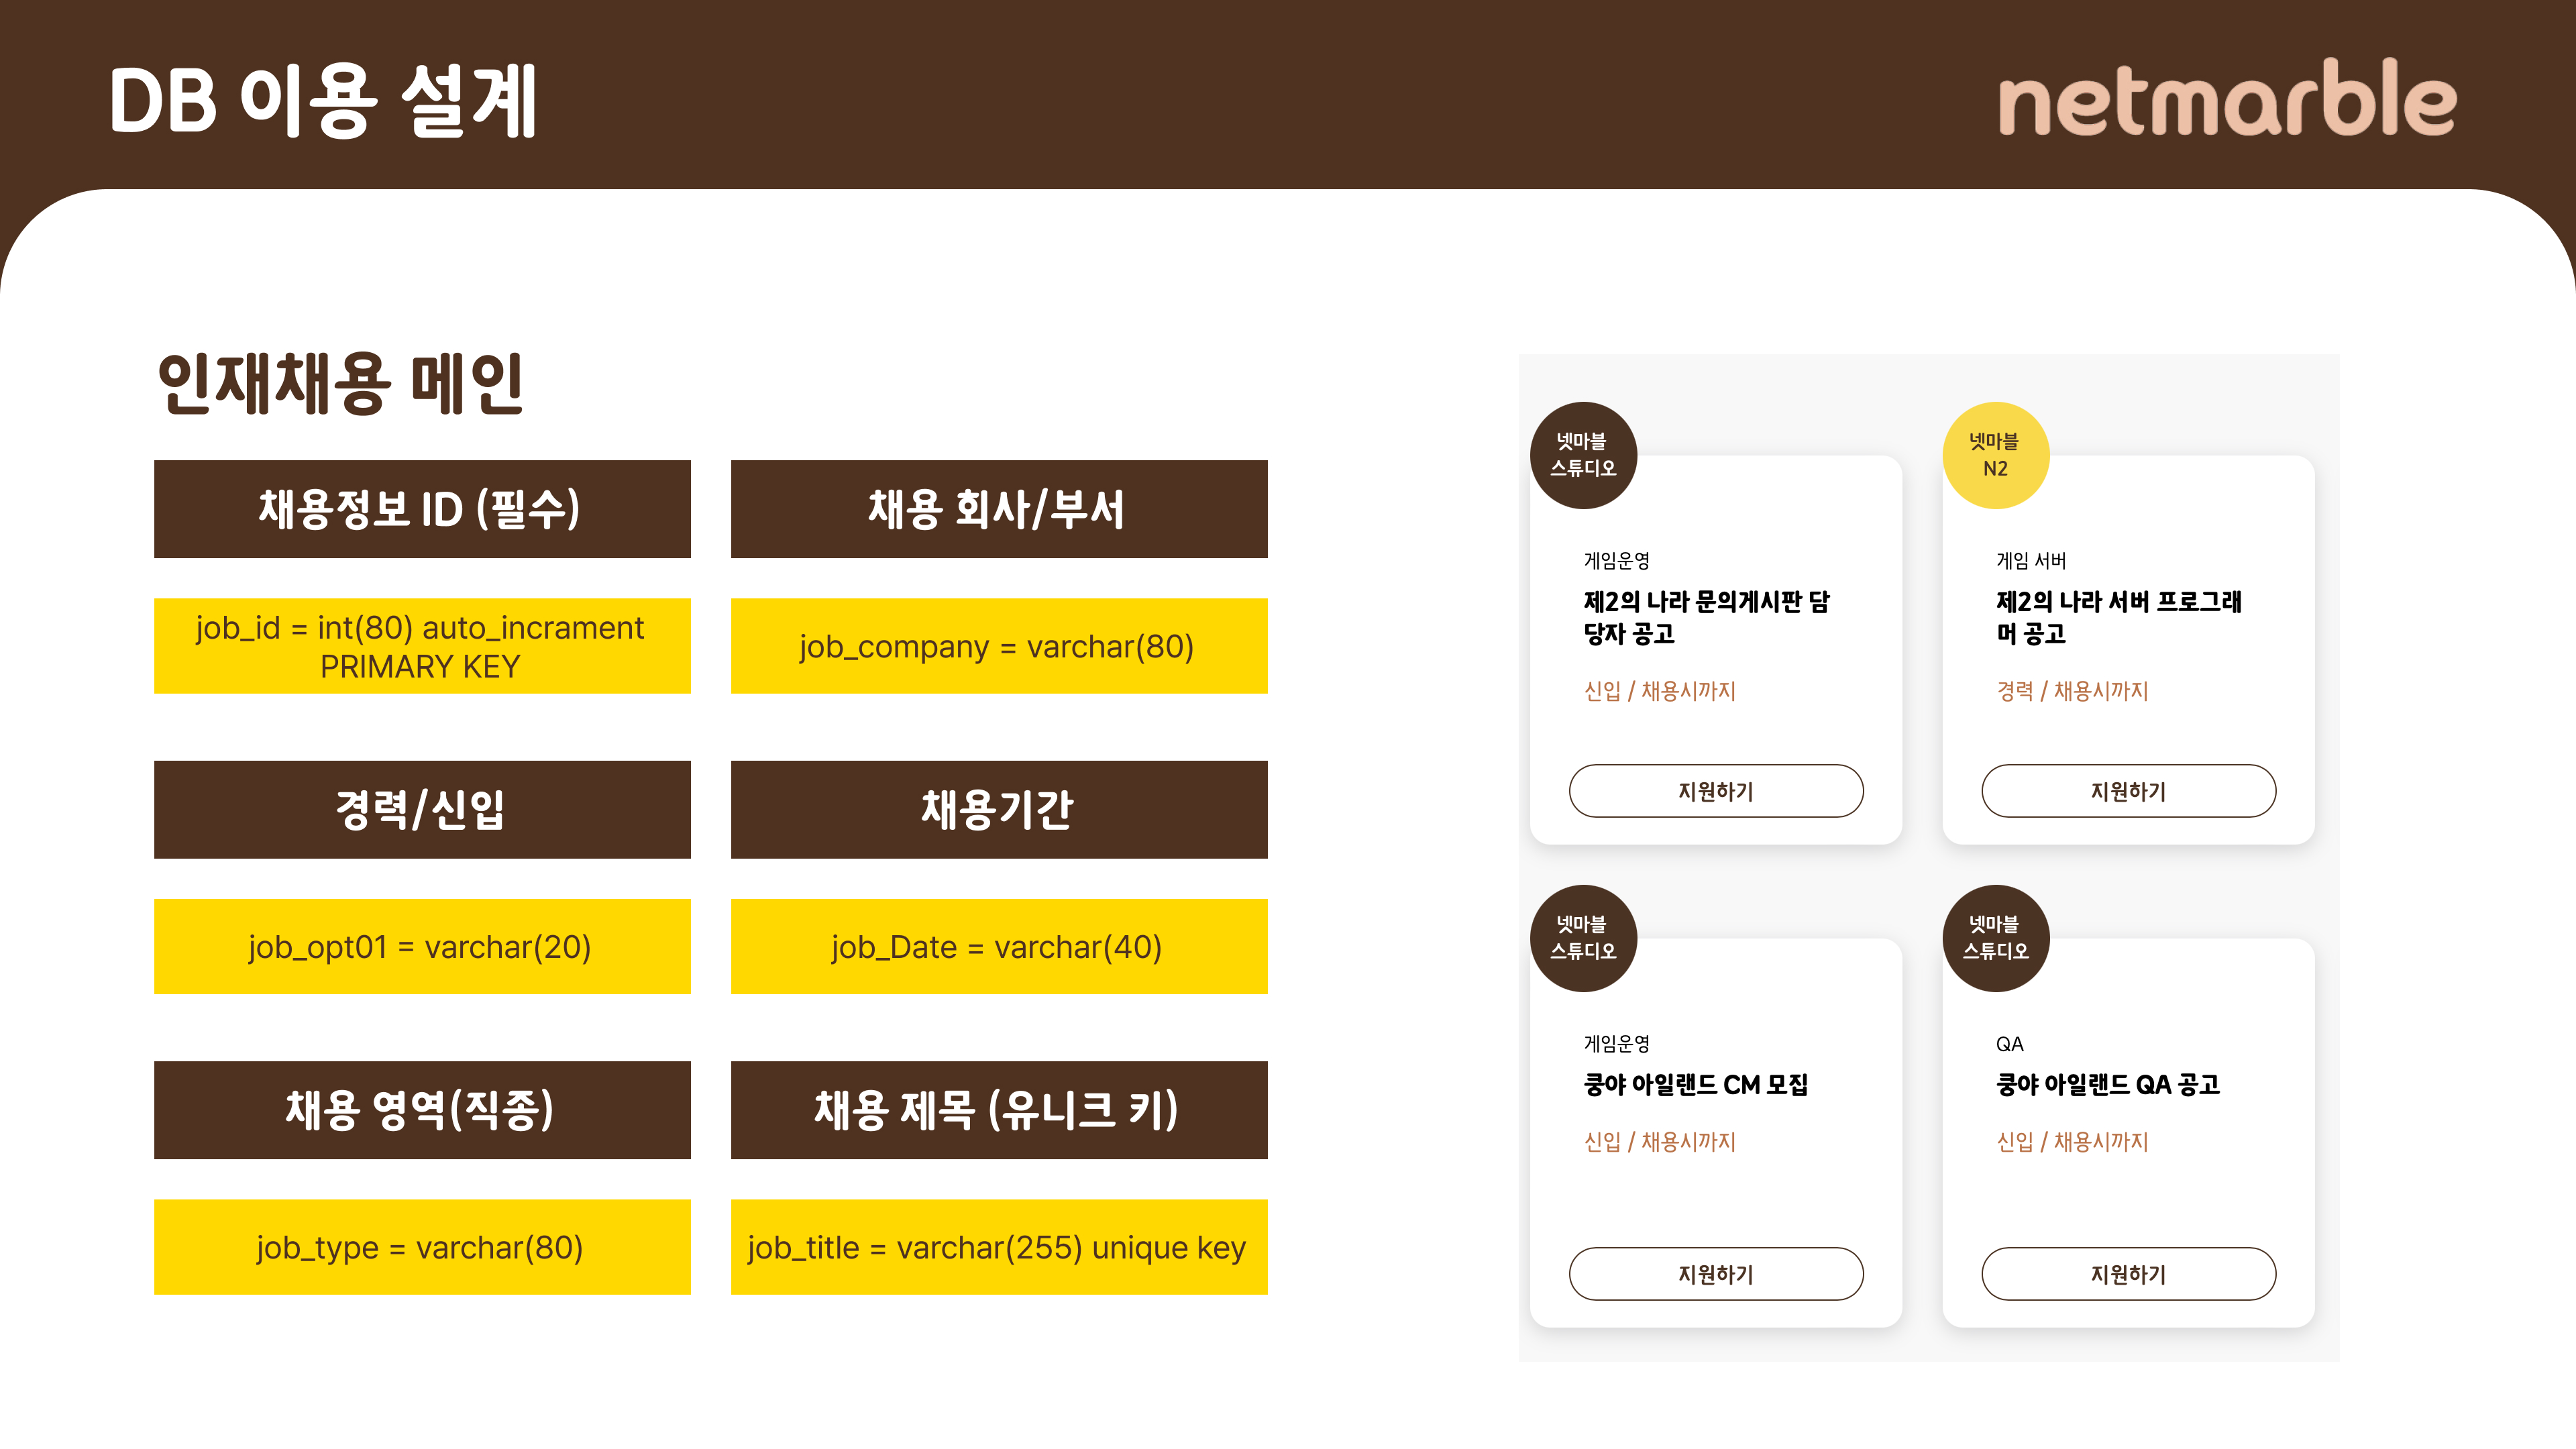 DB 이용 설계
netmarble
인재채용 메인
채용정보 ID (필수)
채용 회사/부서
job_id = int(80) auto_incrament
PRIMARY KEY
job_company = varchar(80)
경력/신입
채용기간
job_opt01 = varchar(20)
job_Date = varchar(40)
채용 영역(직종)
채용 제목 (유니크 키)
job_type = varchar(80)
job_title = varchar(255) unique key
넷마블
스튜디오
게임운영
제2의 나라 문의게시판 담
당자 공고
신입 / 채용시까지
지원하기
넷마블
N2
게임 서버
제2의 나라 서버 프로그래
머 공고
경력 / 채용시까지
지원하기
넷마블
스튜디오
게임운영
쿵야 아일랜드 CM 모집
신입 / 채용시까지
지원하기
넷마블
스튜디오
QA
쿵야 아일랜드 QA 공고
신입 / 채용시까지
지원하기